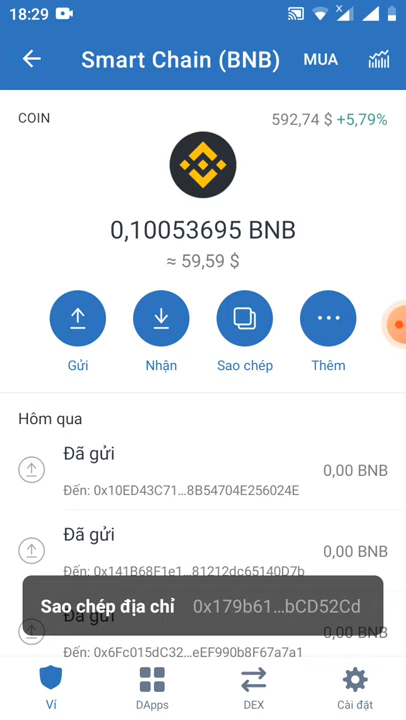 18:29
Smart Chain (BNB)
MUA
COIN
592,74 $ +5,79%
0,10053695 BNB
≈ 59,59 $
Gửi
Nhận
Sao chép
Thêm
Hôm qua
Đã gửi
0,00 BNB
Đến: 0x10ED43C71...8B54704E256024E
Đã gửi
0,00 BNB
Đến: 0x141B68F1e1...81212dc65140D7b
Đã gửi
0,00 BNB
Sao chép địa chỉ 0x179b61...bCD52Cd
Đến: 0x6Fc015dC32...eEF990b8F67a7a1
Ví
DApps
DEX
Cài đặt